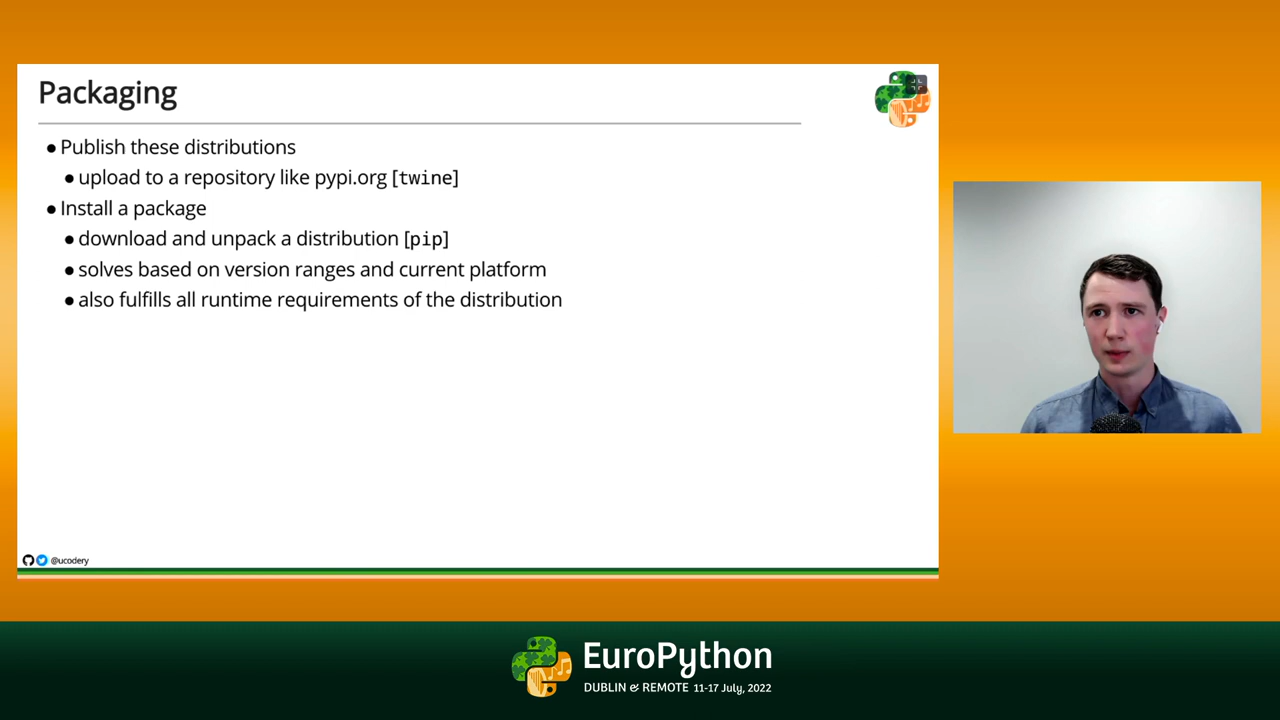 Packaging
● Publish these distributions
● upload to a repository like pypi.org [twine]
● Install a package
● download and unpack a distribution [pip]
● solves based on version ranges and current platform
● also fulfills all runtime requirements of the distribution
@ucodery
EuroPython
DUBLIN & REMOTE 11-17 July, 2022